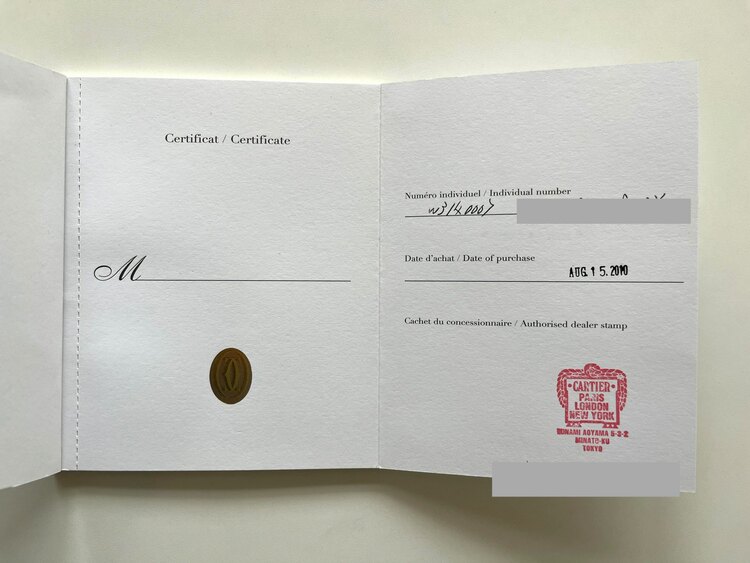 Certificat / Certificate
M
Numéro individuel / Individual number
W3140007
Date d'achat / Date of purchase
AUG. 15. 2010
Cachet du concessionnaire / Authorised dealer stamp
CARTIER
PARIS
LONDON
NEW YORK
MINAMI AOYAMA 5-3-2
MINATO-KU
TOKYO